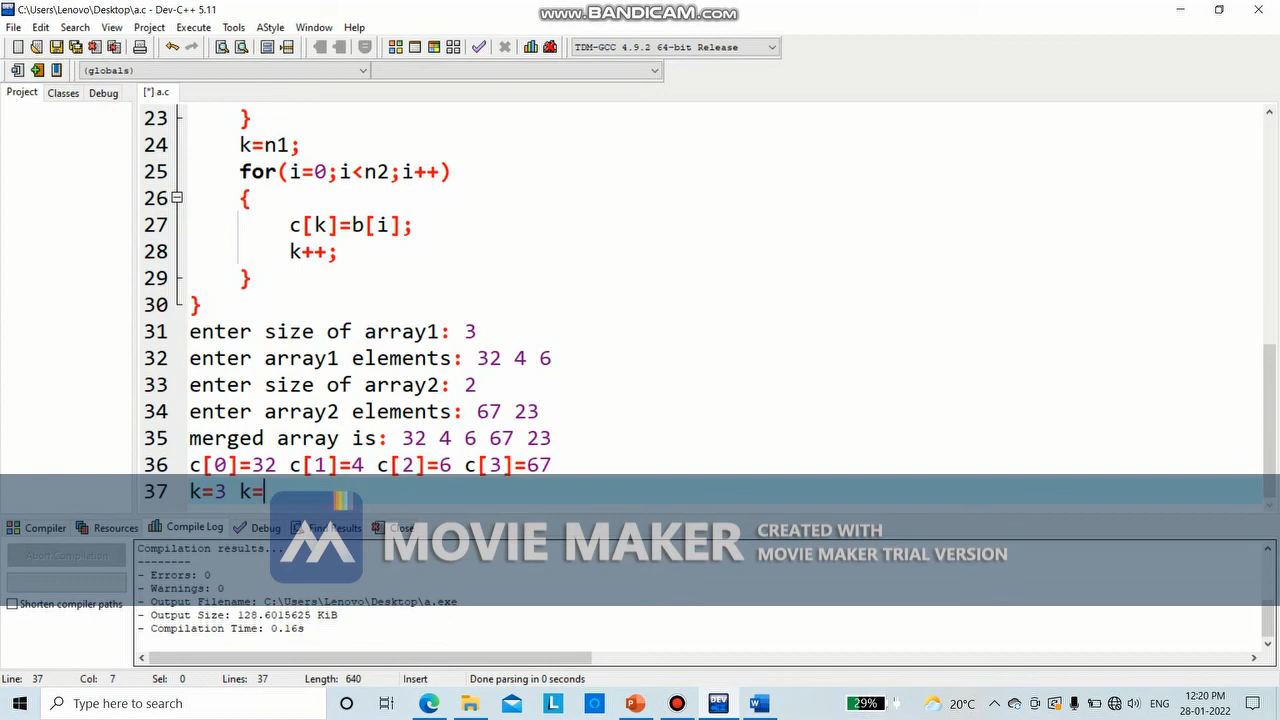 C:\Users\Lenovo\Desktop\a.c - Dev-C++ 5.11
www.BANDICAM.com
File Edit Search View Project Execute Tools AStyle Window Help
TDM-GCC 4.9.2 64-bit Release
(globals)
Project Classes Debug
[*] a.c
23 }
24 k=n1;
25 for(i=0;i<n2;i++)
26 {
27 c[k]=b[i];
28 k++;
29 }
30 }
31 enter size of array1: 3
32 enter array1 elements: 32 4 6
33 enter size of array2: 2
34 enter array2 elements: 67 23
35 merged array is: 32 4 6 67 23
36 c[0]=32 c[1]=4 c[2]=6 c[3]=67
37 k=3 k=
Compiler Resources Compile Log Debug Find Results Close
MOVIE MAKER
CREATED WITH
MOVIE MAKER TRIAL VERSION
Abort Compilation
Shorten compiler paths
Compilation results...
--------
- Errors: 0
- Warnings: 0
- Output Filename: C:\Users\Lenovo\Desktop\a.exe
- Output Size: 128.6015625 KiB
- Compilation Time: 0.16s
Line: 37 Col: 7 Sel: 0 Lines: 37 Length: 640 Insert Done parsing in 0 seconds
Type here to search
29%
20°C
ENG
12:20 PM
28-01-2022